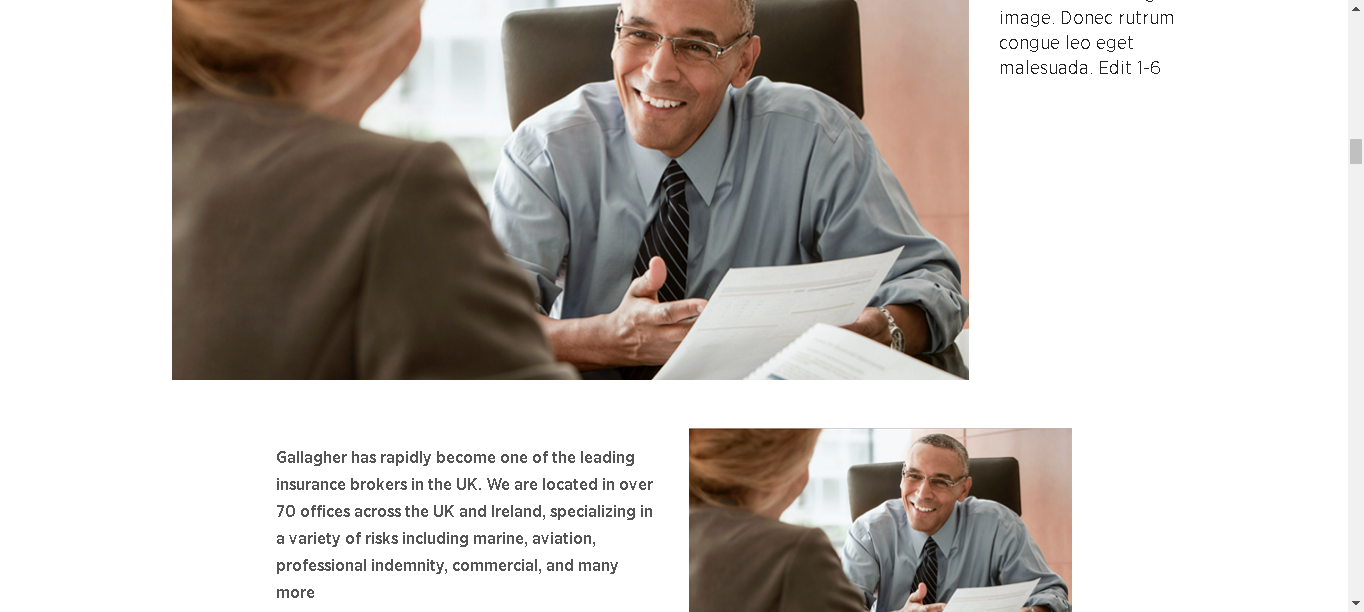 image. Donec rutrum
congue leo eget
malesuada. Edit 1-6
Gallagher has rapidly become one of the leading
insurance brokers in the UK. We are located in over
70 offices across the UK and Ireland, specializing in
a variety of risks including marine, aviation,
professional indemnity, commercial, and many
more